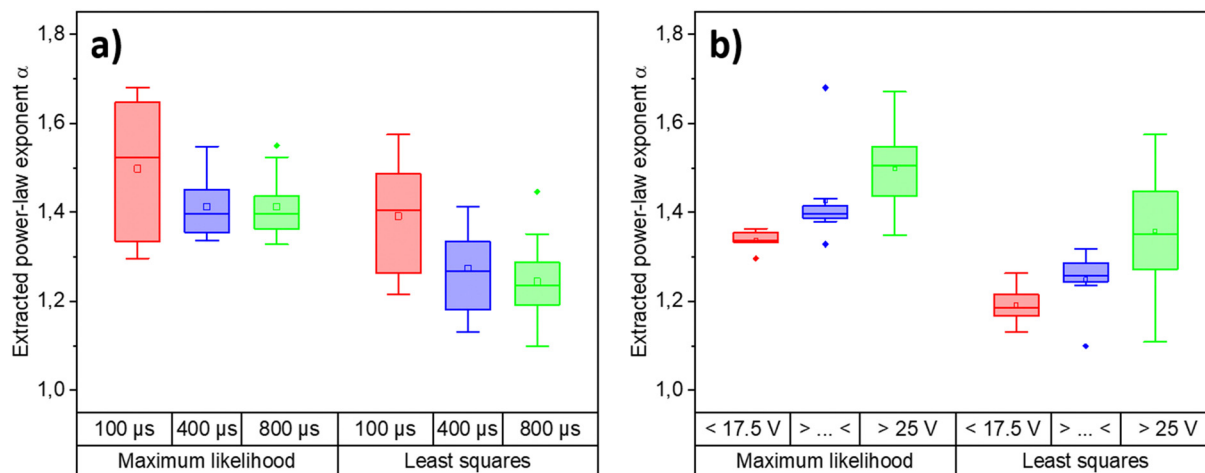 a)
Extracted power-law exponent α
1,8
1,6
1,4
1,2
1,0
100 µs 400 µs 800 µs 100 µs 400 µs 800 µs
Maximum likelihood Least squares
b)
Extracted power-law exponent α
1,8
1,6
1,4
1,2
1,0
< 17.5 V > ... < > 25 V < 17.5 V > ... < > 25 V
Maximum likelihood Least squares